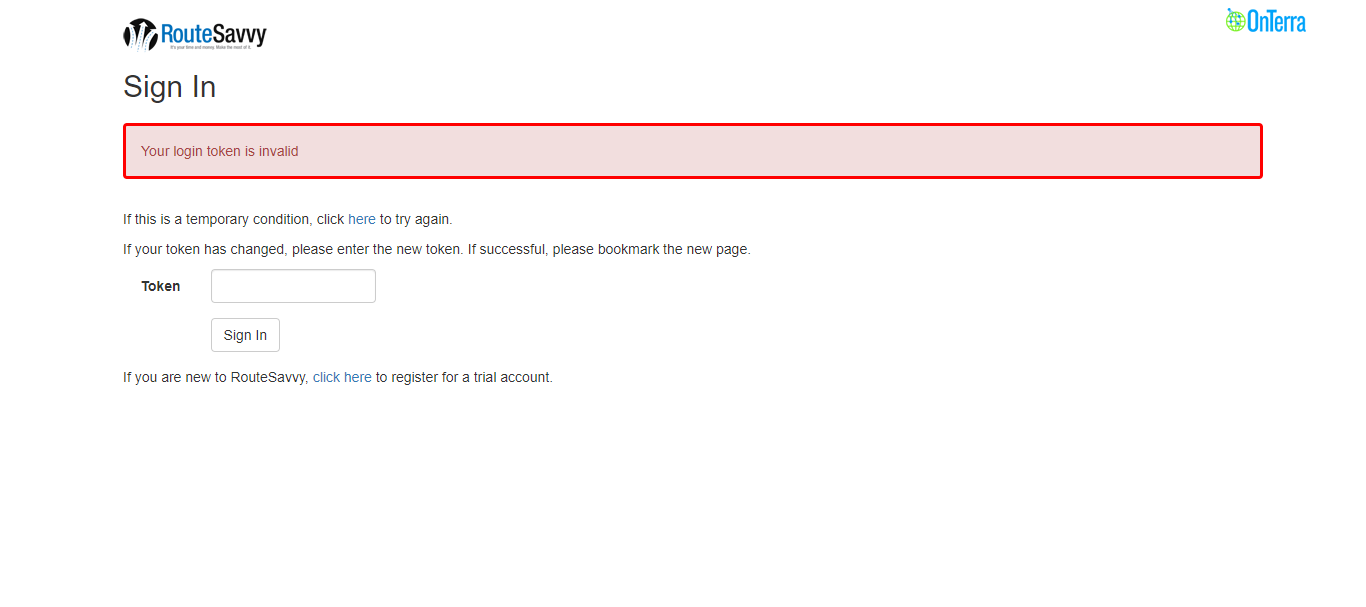 RouteSavvy
It's your time and money. Make the most of it.
OnTerra
Sign In
Your login token is invalid
If this is a temporary condition, click here to try again.
If your token has changed, please enter the new token. If successful, please bookmark the new page.
Token
Sign In
If you are new to RouteSavvy, click here to register for a trial account.